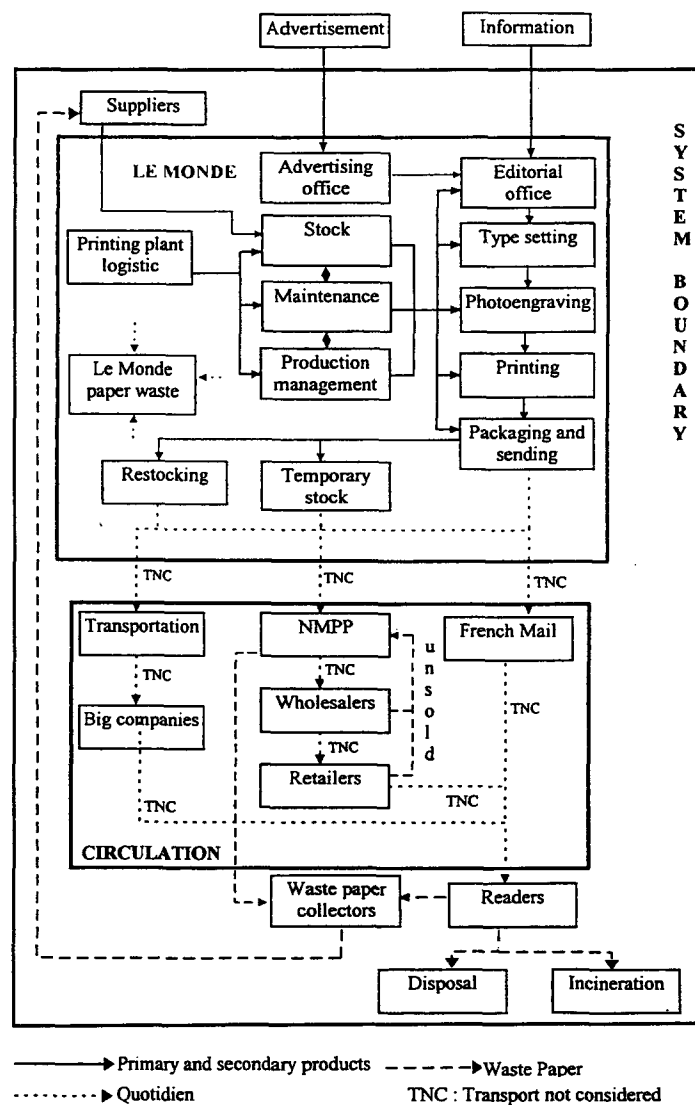 Advertisement
Information
Suppliers
SYSTEM BOUNDARY
LE MONDE
Advertising
office
Editorial
office
Stock
Type setting
Printing plant
logistic
Maintenance
Photoengraving
Le Monde
paper waste
Production
management
Printing
Packaging and
sending
Restocking
Temporary
stock
TNC
TNC
TNC
Transportation
NMPP
French Mail
unsold
TNC
TNC
TNC
Big companies
Wholesalers
TNC
Retailers
TNC
TNC
CIRCULATION
Waste paper
collectors
Readers
Disposal
Incineration
Primary and secondary products
Waste Paper
Quotidien
TNC : Transport not considered